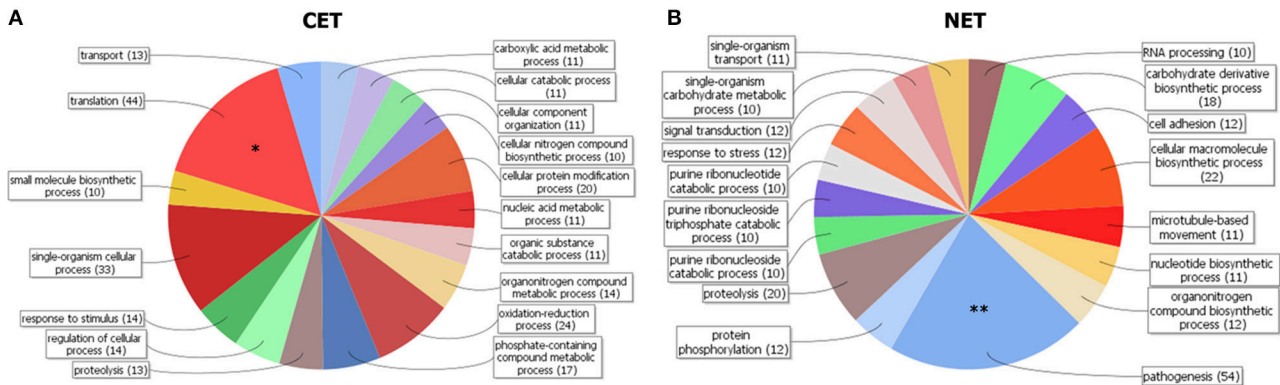 A
CET
transport (13)
translation (44)
small molecule biosynthetic
process (10)
single-organism cellular
process (33)
response to stimulus (14)
regulation of cellular
process (14)
proteolysis (13)
carboxylic acid metabolic
process (11)
cellular catabolic process
(11)
cellular component
organization (11)
cellular nitrogen compound
biosynthetic process (10)
cellular protein modification
process (20)
nucleic acid metabolic
process (11)
organic substance
catabolic process (11)
organonitrogen compound
metabolic process (14)
oxidation-reduction
process (24)
phosphate-containing
compound metabolic
process (17)
*
B
NET
single-organism
transport (11)
single-organism
carbohydrate metabolic
process (10)
signal transduction (12)
response to stress (12)
purine ribonucleotide
catabolic process (10)
purine ribonucleoside
triphosphate catabolic
process (10)
purine ribonucleoside
catabolic process (10)
proteolysis (20)
protein
phosphorylation (12)
RNA processing (10)
carbohydrate derivative
biosynthetic process
(18)
cell adhesion (12)
cellular macromolecule
biosynthetic process
(22)
microtubule-based
movement (11)
nucleotide biosynthetic
process (11)
organonitrogen
compound biosynthetic
process (12)
pathogenesis (54)
**